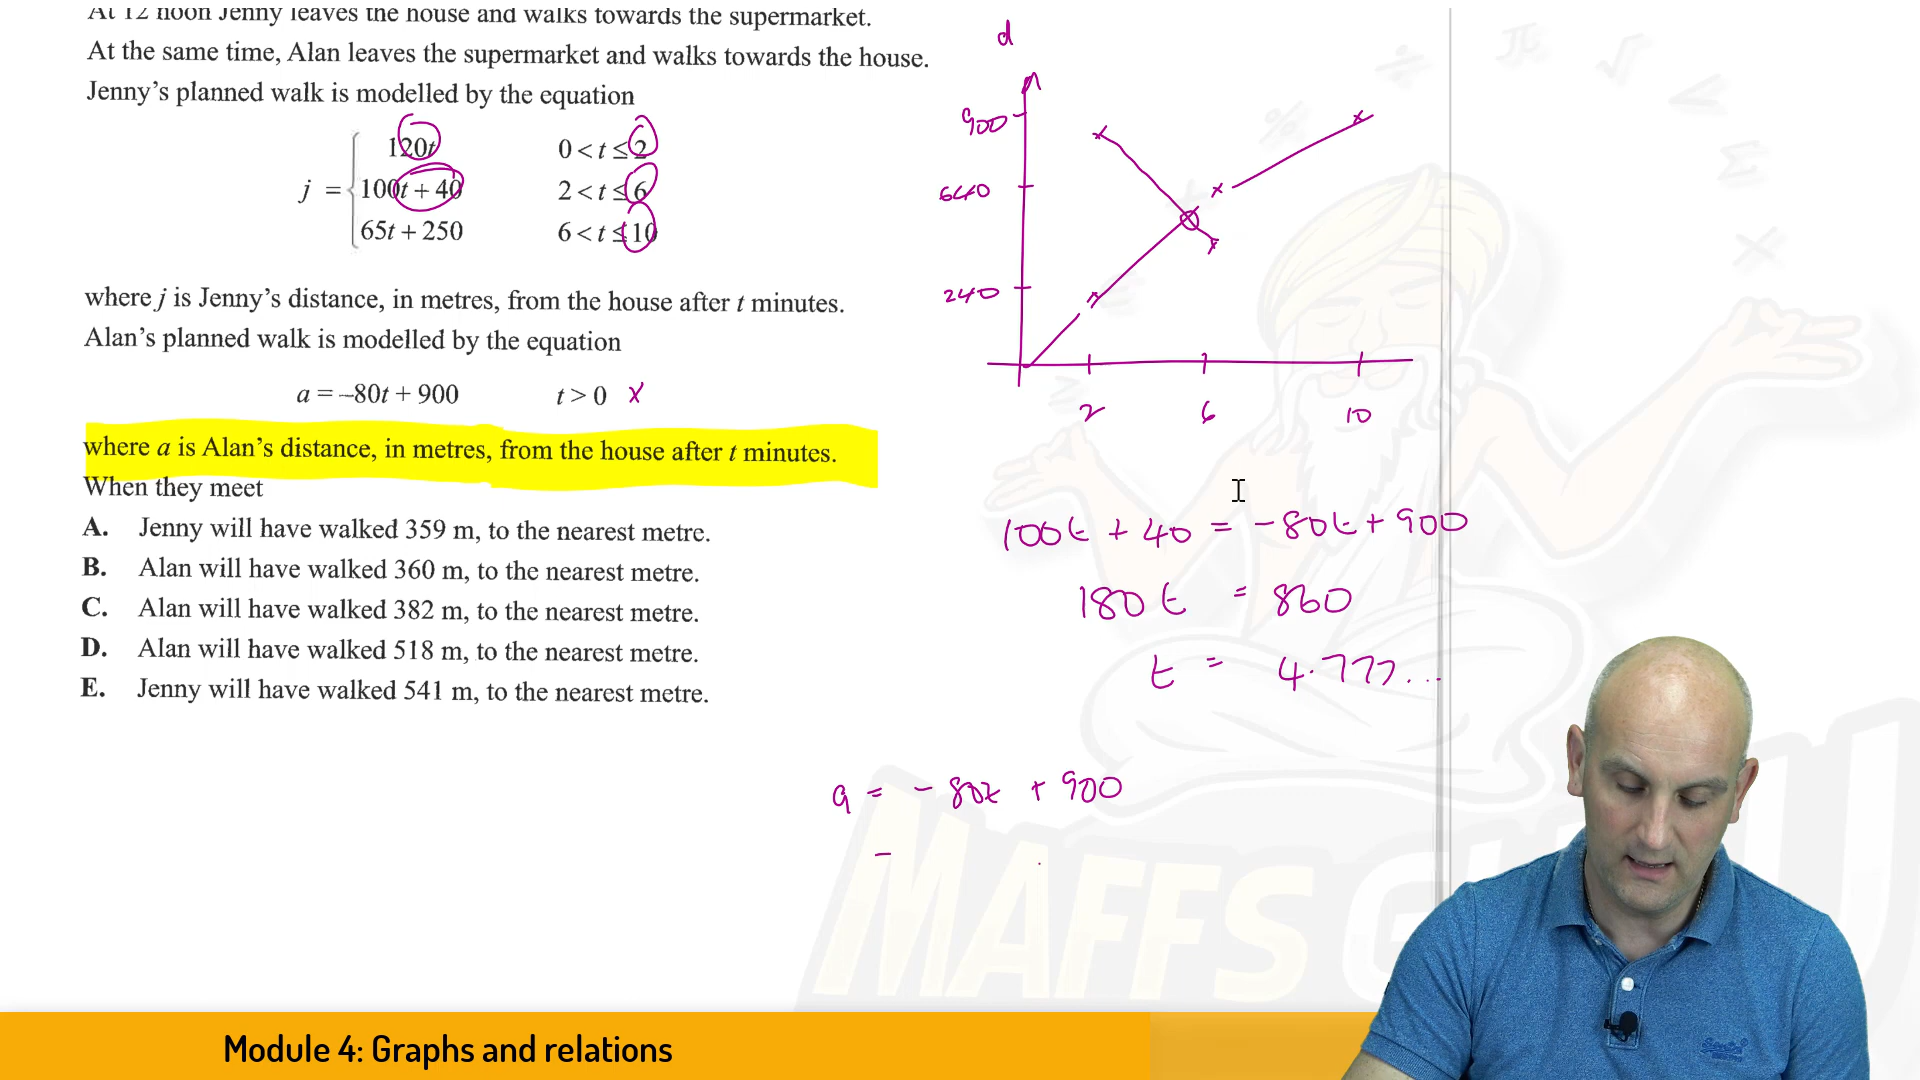 At 12 noon Jenny leaves the house and walks towards the supermarket.
At the same time, Alan leaves the supermarket and walks towards the house.
Jenny's planned walk is modelled by the equation
120t 0 < t ≤ 2
j = 100t + 40 2 < t ≤ 6
65t + 250 6 < t ≤ 10
where j is Jenny's distance, in metres, from the house after t minutes.
Alan's planned walk is modelled by the equation
a = –80t + 900 t > 0 x
where a is Alan's distance, in metres, from the house after t minutes.
When they meet
A. Jenny will have walked 359 m, to the nearest metre.
B. Alan will have walked 360 m, to the nearest metre.
C. Alan will have walked 382 m, to the nearest metre.
D. Alan will have walked 518 m, to the nearest metre.
E. Jenny will have walked 541 m, to the nearest metre.
d
900
640
240
2 6 10
100t + 40 = -80t + 900
180t = 860
t = 4.777...
a = -80t + 900
=
MAFFS GURU
Module 4: Graphs and relations